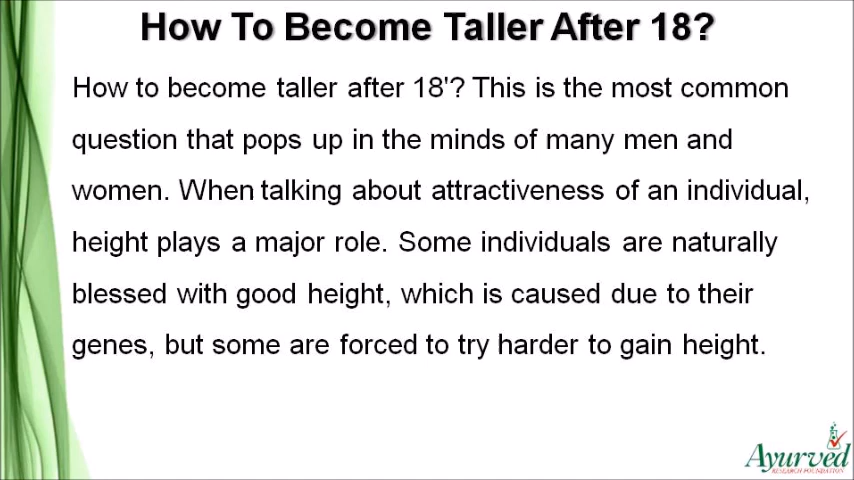 How To Become Taller After 18?
How to become taller after 18'? This is the most common
question that pops up in the minds of many men and
women. When talking about attractiveness of an individual,
height plays a major role. Some individuals are naturally
blessed with good height, which is caused due to their
genes, but some are forced to try harder to gain height.
Ayurved
RESEARCH FOUNDATION